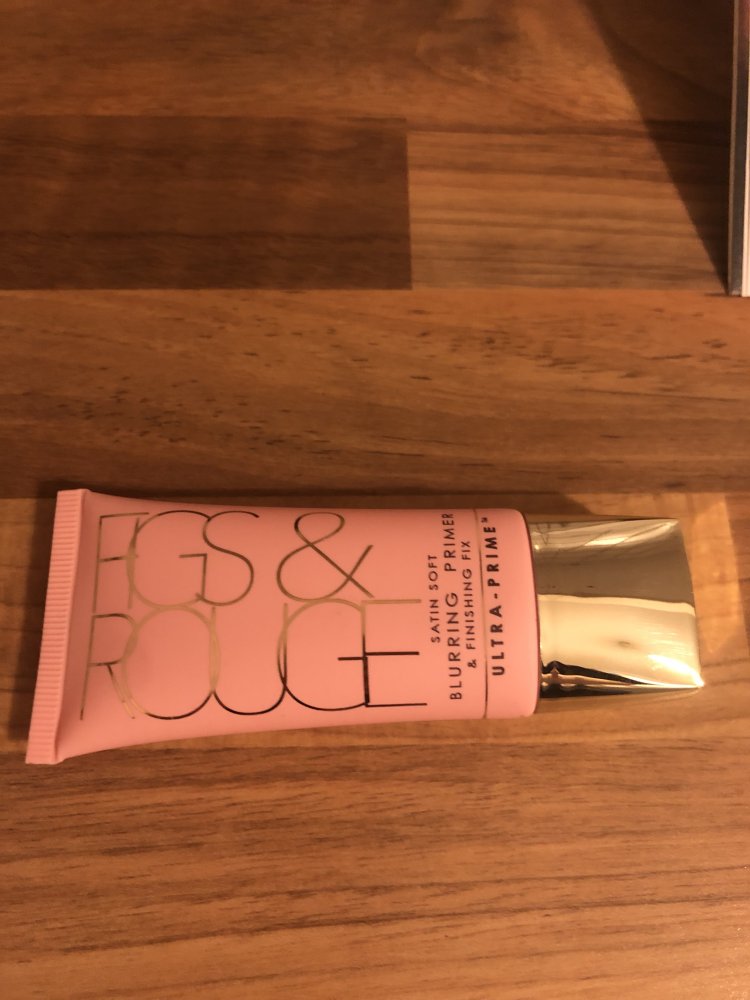 FIGS &
ROUGE
SATIN SOFT
BLURRING PRIMER
& FINISHING FIX
ULTRA-PRIME™